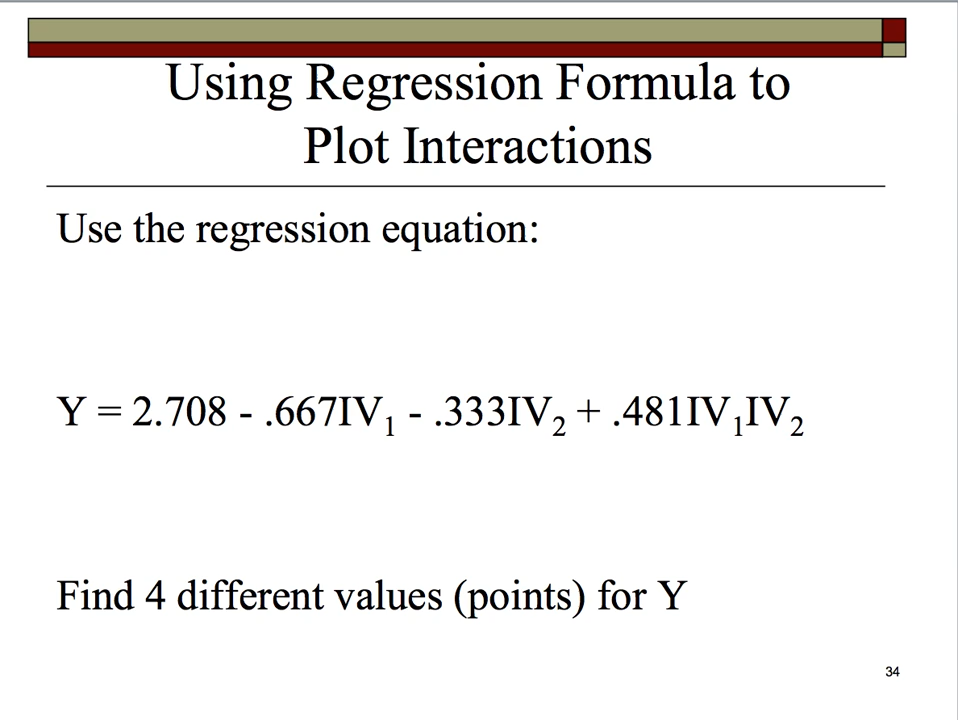 Using Regression Formula to
Plot Interactions
Use the regression equation:
Y = 2.708 - .667IV₁ - .333IV₂ + .481IV₁IV₂
Find 4 different values (points) for Y
34